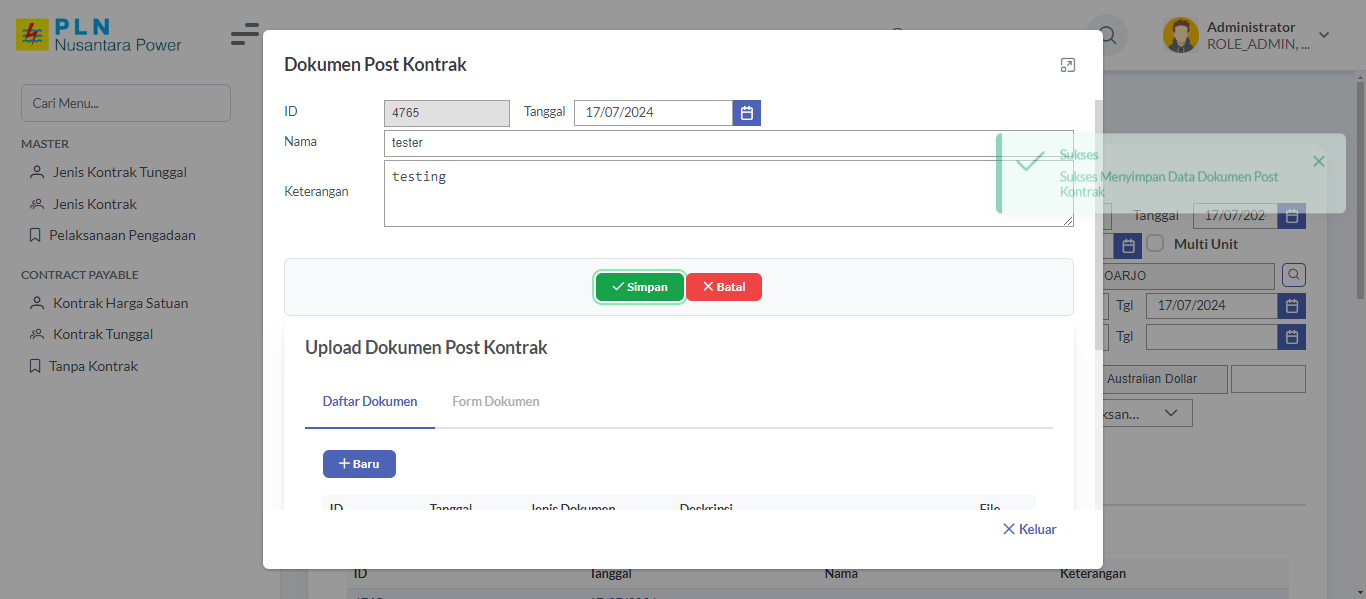 PLN
Nusantara Power
Administrator
ROLE_ADMIN, ...
Cari Menu...
MASTER
Jenis Kontrak Tunggal
Jenis Kontrak
Pelaksanaan Pengadaan
CONTRACT PAYABLE
Kontrak Harga Satuan
Kontrak Tunggal
Tanpa Kontrak
Dokumen Post Kontrak
ID 4765 Tanggal 17/07/2024
Nama tester
Keterangan testing
Sukses
Sukses Menyimpan Data Dokumen Post
Kontrak
Tanggal 17/07/202
Multi Unit
OARJO
Tgl 17/07/2024
Tgl
Australian Dollar
ksan...
Simpan Batal
Upload Dokumen Post Kontrak
Daftar Dokumen Form Dokumen
Baru
ID Tanggal Jenis Dokumen Deskripsi File
Keluar
ID Tanggal Nama Keterangan
4765 17/07/2024